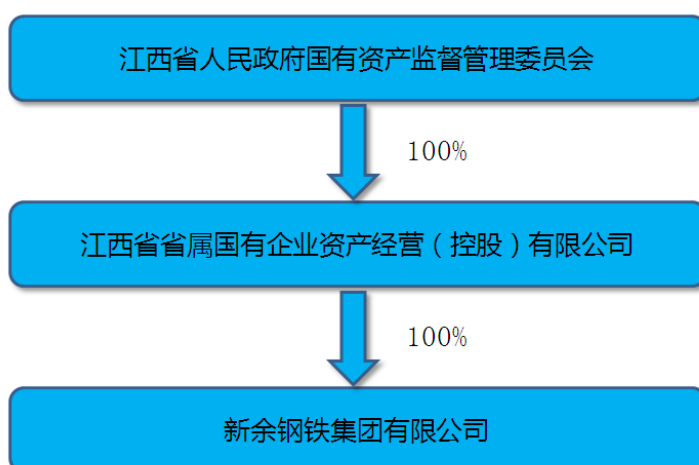 江西省人民政府国有资产监督管理委员会
100%
江西省省属国有企业资产经营（控股）有限公司
100%
新余钢铁集团有限公司